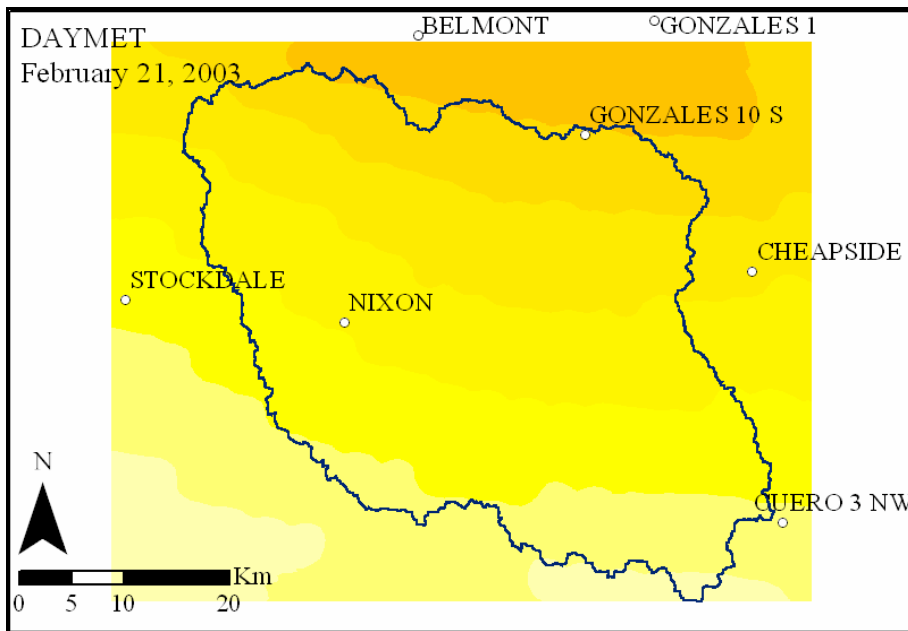 DAYMET
February 21, 2003
BELMONT
GONZALES 1
GONZALES 10 S
CHEAPSIDE
STOCKDALE
NIXON
CUERO 3 NW
N
Km
0 5 10 20